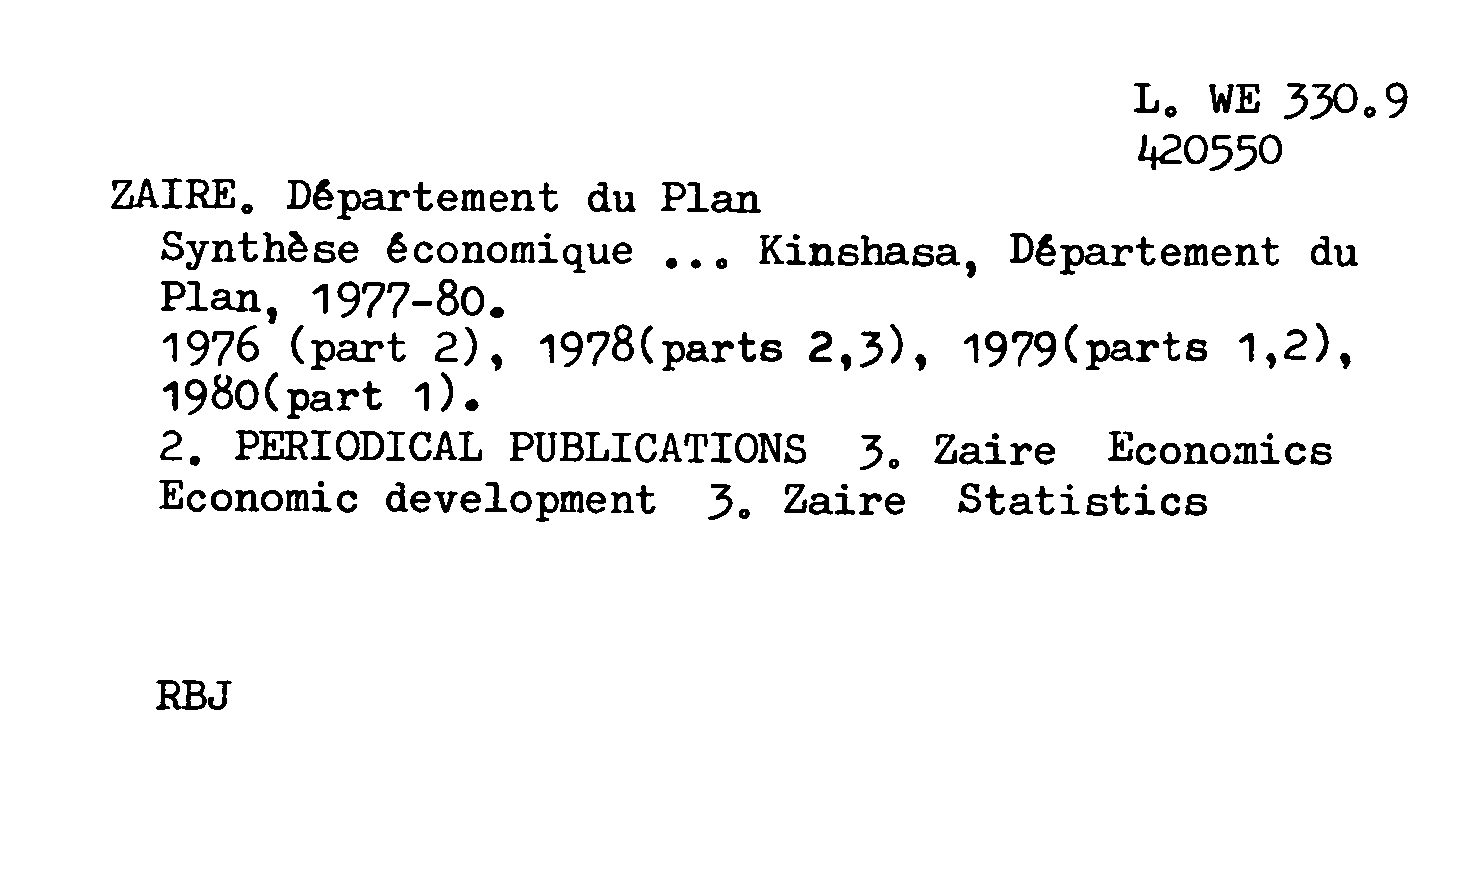 L. WE 330.9
420550
ZAIRE. Département du Plan
Synthèse économique ... Kinshasa, Département du
Plan, 1977-80.
1976 (part 2), 1978(parts 2,3), 1979(parts 1,2),
1980(part 1).
2. PERIODICAL PUBLICATIONS 3. Zaire Economics
Economic development 3. Zaire Statistics
RBJ